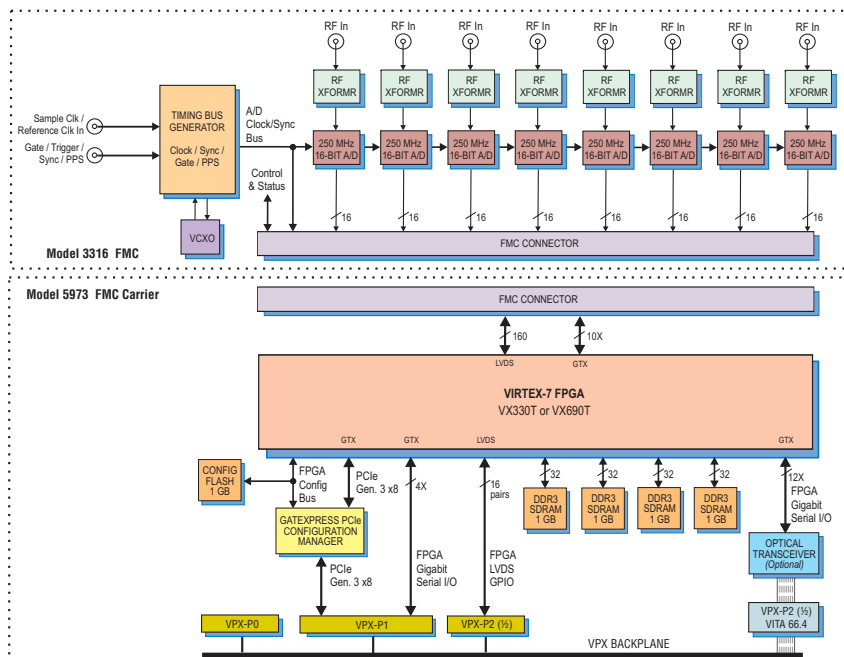 RF In RF In RF In RF In RF In RF In RF In RF In
RF XFORMR RF XFORMR RF XFORMR RF XFORMR RF XFORMR RF XFORMR RF XFORMR RF XFORMR
Sample Clk /
Reference Clk In
Gate / Trigger /
Sync / PPS
TIMING BUS
GENERATOR
Clock / Sync /
Gate / PPS
A/D
Clock/Sync
Bus
250 MHz 16-BIT A/D 250 MHz 16-BIT A/D 250 MHz 16-BIT A/D 250 MHz 16-BIT A/D 250 MHz 16-BIT A/D 250 MHz 16-BIT A/D 250 MHz 16-BIT A/D 250 MHz 16-BIT A/D
Control
& Status
16 16 16 16 16 16 16 16
VCXO
FMC CONNECTOR
Model 3316 FMC
Model 5973 FMC Carrier
FMC CONNECTOR
160 10X
LVDS GTX
VIRTEX-7 FPGA
VX330T or VX690T
GTX GTX LVDS GTX
CONFIG
FLASH
1 GB
FPGA
Config
Bus
PCIe
Gen. 3 x8
4X
16
pairs
32 32 32 32
DDR3 SDRAM 1 GB DDR3 SDRAM 1 GB DDR3 SDRAM 1 GB DDR3 SDRAM 1 GB
12X
FPGA
Gigabit
Serial I/O
GATEXPRESS PCIe
CONFIGURATION
MANAGER
OPTICAL
TRANSCEIVER
(Optional)
PCIe
Gen. 3 x8
FPGA
Gigabit
Serial I/O
FPGA
LVDS
GPIO
VPX-P0 VPX-P1 VPX-P2 (½)
VPX-P2 (½)
VITA 66.4
VPX BACKPLANE